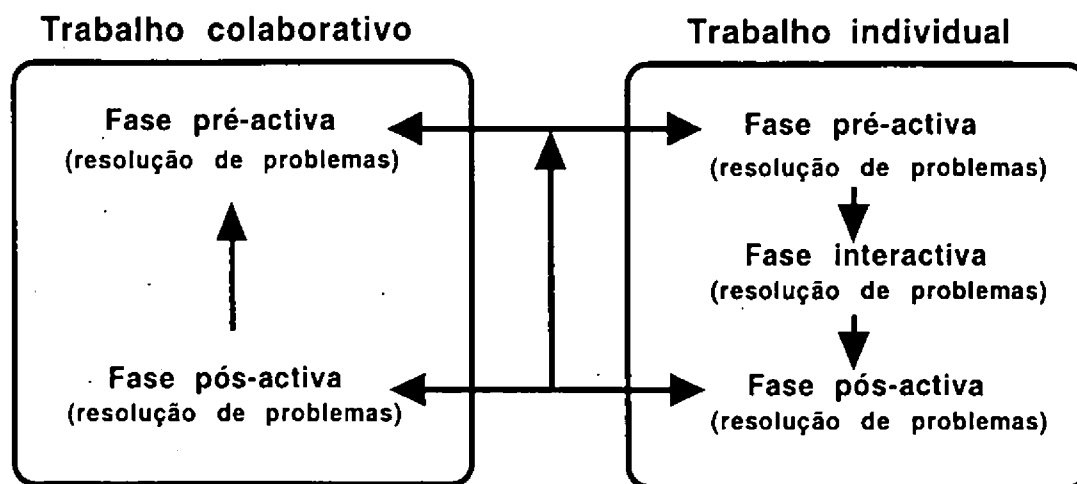 Trabalho colaborativo
Fase pré-activa
(resolução de problemas)
Fase pós-activa
(resolução de problemas)
Trabalho individual
Fase pré-activa
(resolução de problemas)
Fase interactiva
(resolução de problemas)
Fase pós-activa
(resolução de problemas)